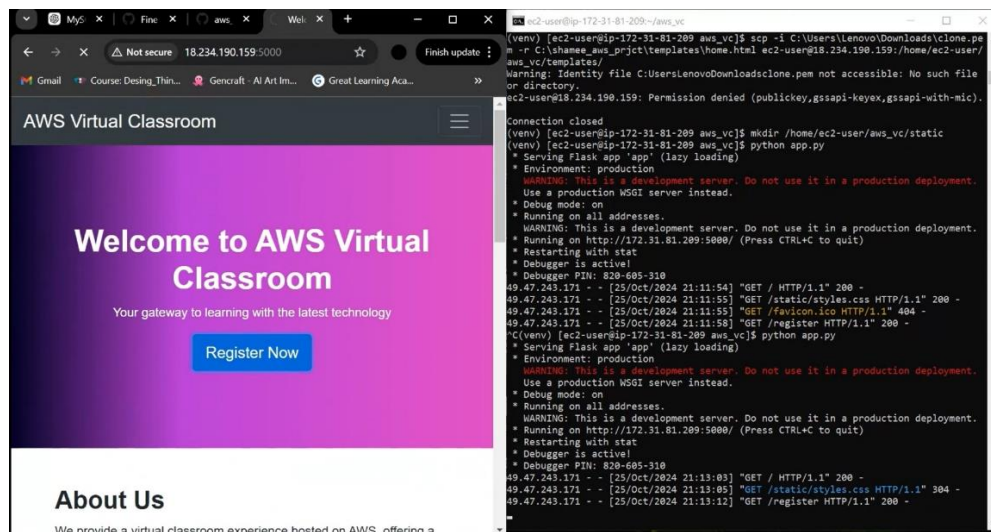 MyS
Fine
aws_
Welc
Not secure 18.234.190.159:5000
Finish update
Gmail
Course: Desing_Thin...
Gencraft - AI Art Im...
Great Learning Aca...
»
AWS Virtual Classroom
Welcome to AWS Virtual
Classroom
Your gateway to learning with the latest technology
Register Now
About Us
We provide a virtual classroom experience hosted on AWS, offering a
ec2-user@ip-172-31-81-209:~/aws_vc
(venv) [ec2-user@ip-172-31-81-209 aws_vc]$ scp -i C:\Users\Lenovo\Downloads\clone.pe
m -r C:\shamee_aws_prjct\templates\home.html ec2-user@18.234.190.159:/home/ec2-user/
aws_vc/templates/
Warning: Identity file C:UsersLenovoDownloadsclone.pem not accessible: No such file
or directory.
ec2-user@18.234.190.159: Permission denied (publickey,gssapi-keyex,gssapi-with-mic).
Connection closed
(venv) [ec2-user@ip-172-31-81-209 aws_vc]$ mkdir /home/ec2-user/aws_vc/static
(venv) [ec2-user@ip-172-31-81-209 aws_vc]$ python app.py
* Serving Flask app 'app' (lazy loading)
* Environment: production
WARNING: This is a development server. Do not use it in a production deployment.
Use a production WSGI server instead.
* Debug mode: on
* Running on all addresses.
WARNING: This is a development server. Do not use it in a production deployment.
* Running on http://172.31.81.209:5000/ (Press CTRL+C to quit)
* Restarting with stat
* Debugger is active!
* Debugger PIN: 820-605-310
49.47.243.171 - - [25/Oct/2024 21:11:54] "GET / HTTP/1.1" 200 -
49.47.243.171 - - [25/Oct/2024 21:11:55] "GET /static/styles.css HTTP/1.1" 200 -
49.47.243.171 - - [25/Oct/2024 21:11:55] "GET /favicon.ico HTTP/1.1" 404 -
49.47.243.171 - - [25/Oct/2024 21:11:58] "GET /register HTTP/1.1" 200 -
^C(venv) [ec2-user@ip-172-31-81-209 aws_vc]$ python app.py
* Serving Flask app 'app' (lazy loading)
* Environment: production
WARNING: This is a development server. Do not use it in a production deployment.
Use a production WSGI server instead.
* Debug mode: on
* Running on all addresses.
WARNING: This is a development server. Do not use it in a production deployment.
* Running on http://172.31.81.209:5000/ (Press CTRL+C to quit)
* Restarting with stat
* Debugger is active!
* Debugger PIN: 820-605-310
49.47.243.171 - - [25/Oct/2024 21:13:03] "GET / HTTP/1.1" 200 -
49.47.243.171 - - [25/Oct/2024 21:13:05] "GET /static/styles.css HTTP/1.1" 304 -
49.47.243.171 - - [25/Oct/2024 21:13:12] "GET /register HTTP/1.1" 200 -